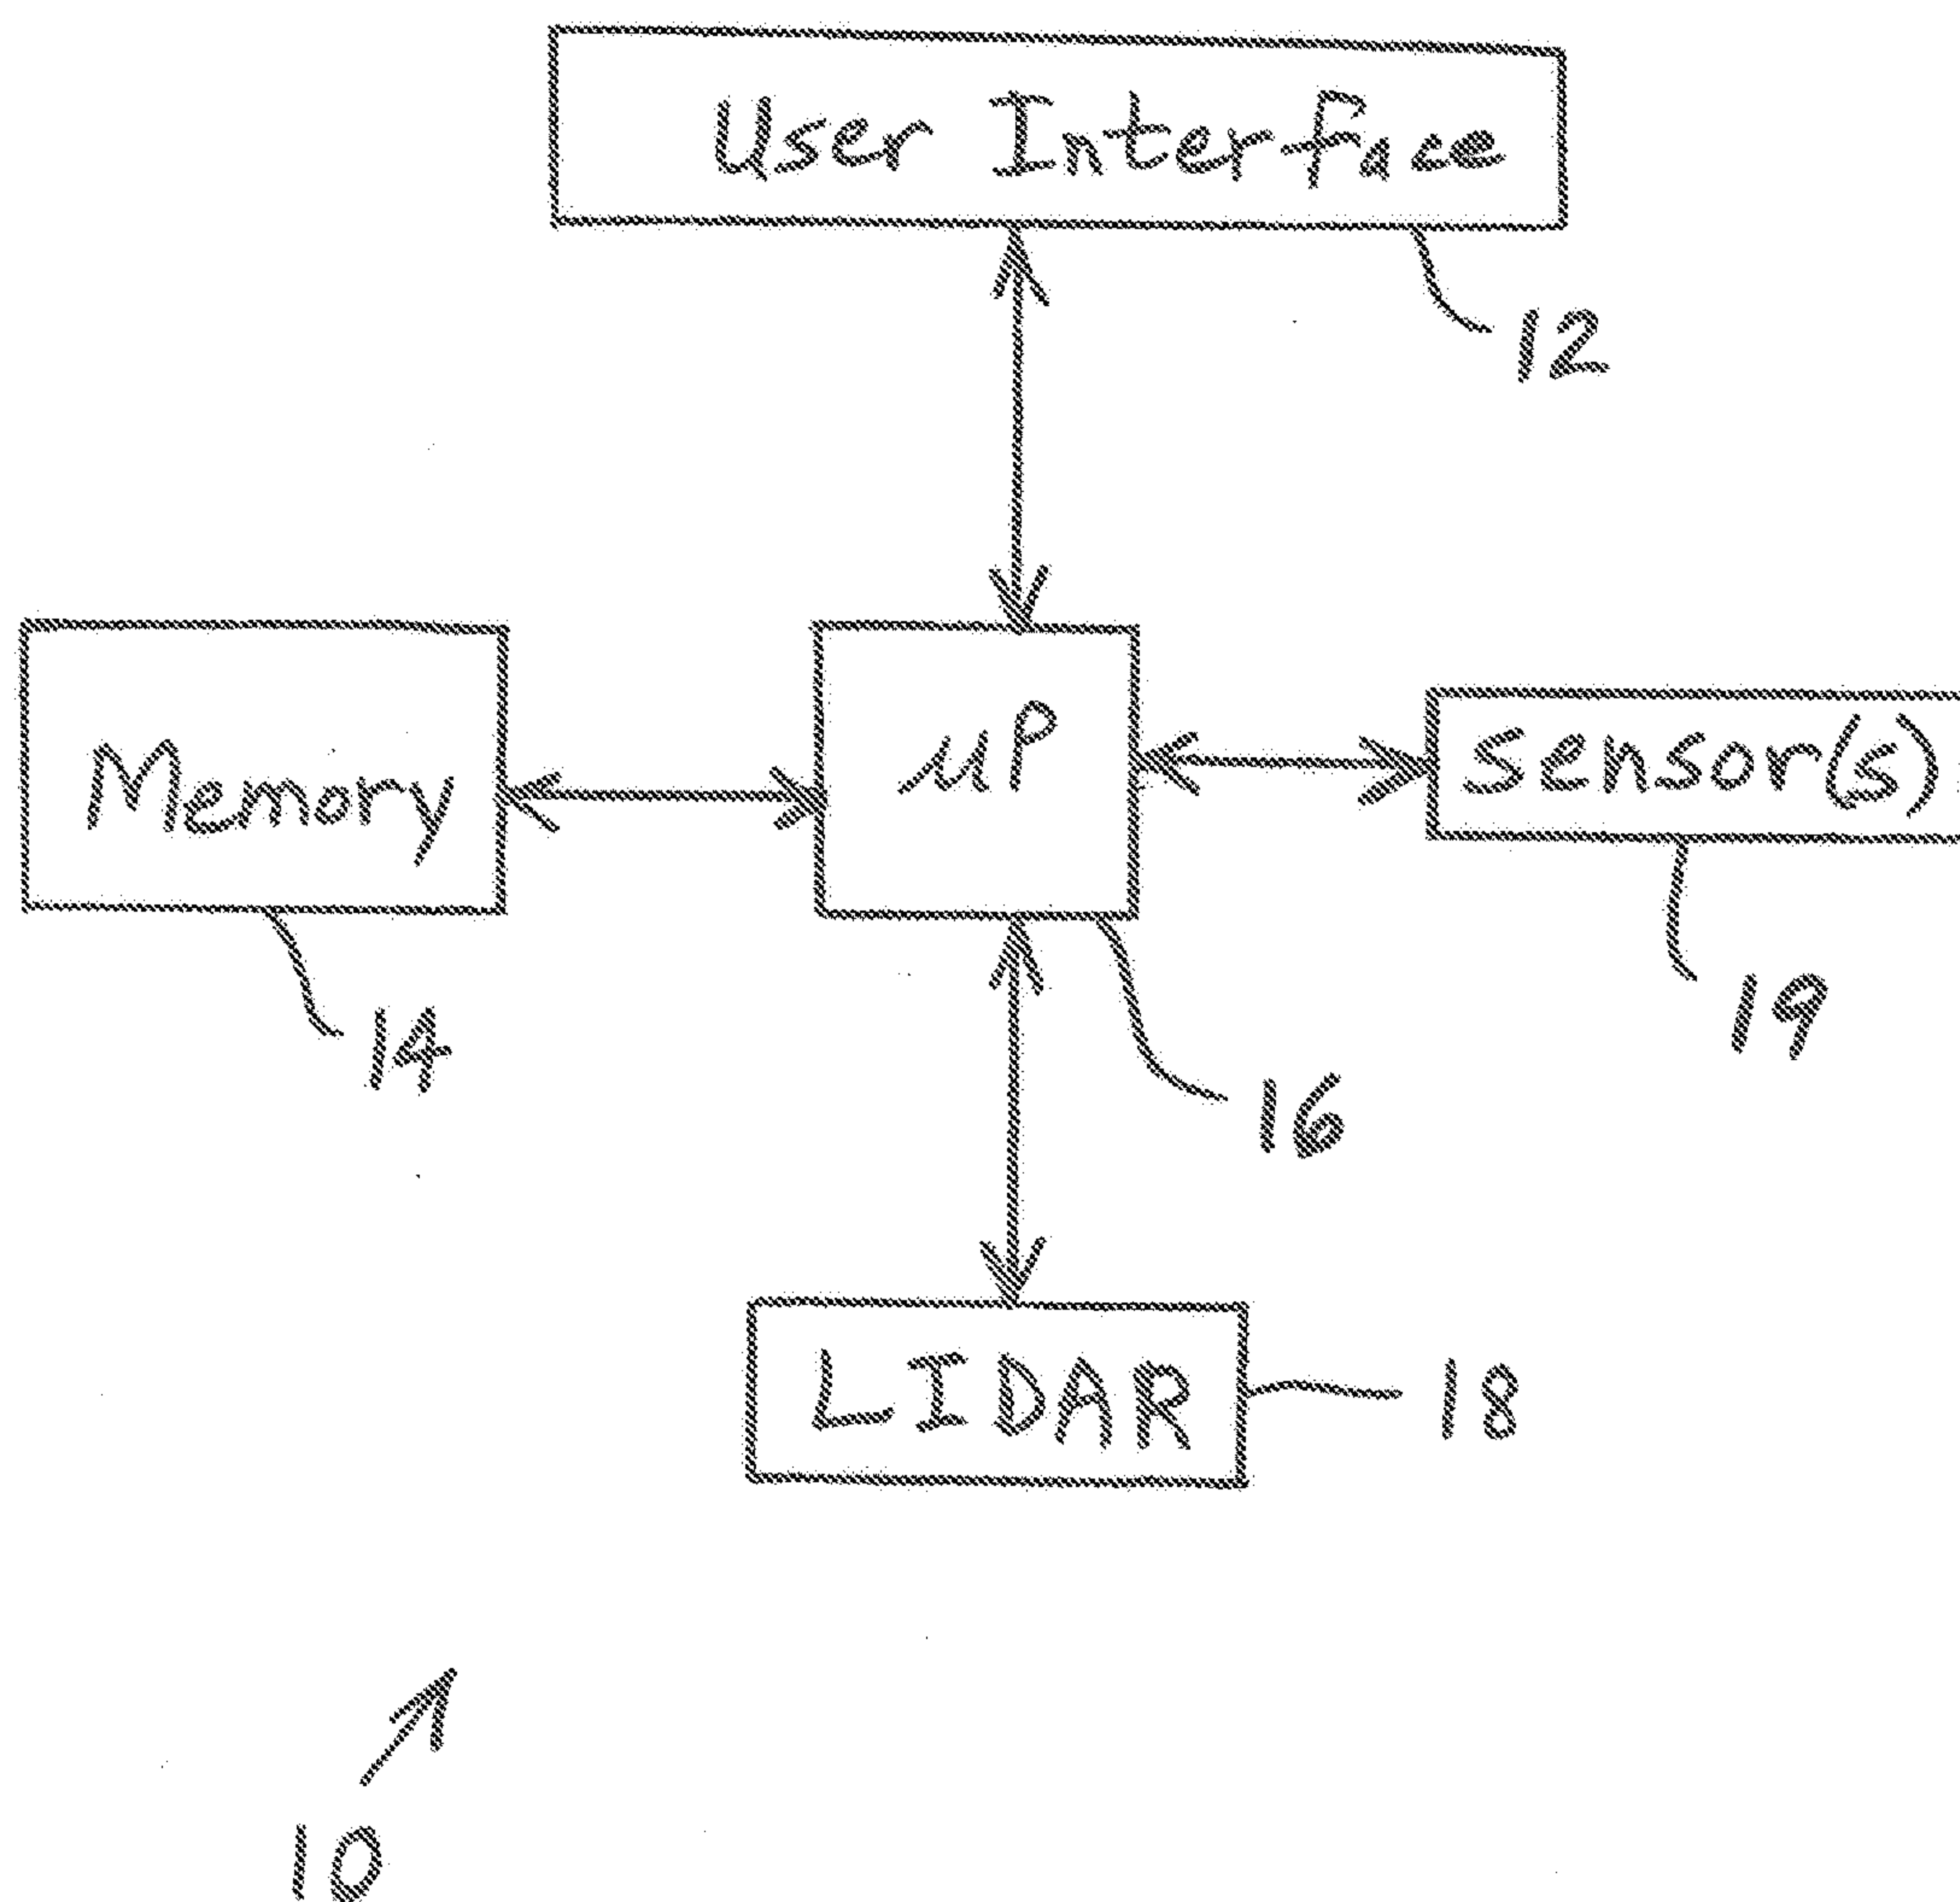 User Interface
12
Memory
μP
sensor(s)
14
19
16
LIDAR
18
10